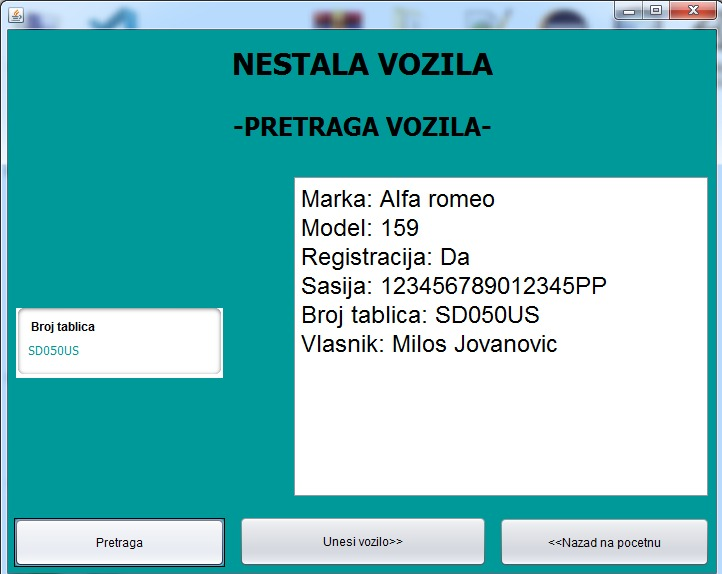 NESTALA VOZILA
-PRETRAGA VOZILA-
Marka: Alfa romeo
Model: 159
Registracija: Da
Sasija: 123456789012345PP
Broj tablica: SD050US
Vlasnik: Milos Jovanovic
Broj tablica
SD050US
Pretraga
Unesi vozilo>>
<<Nazad na pocetnu